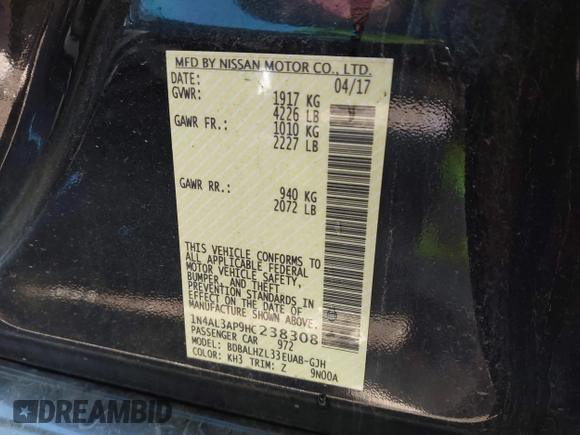 MFD BY NISSAN MOTOR CO., LTD.
DATE: 04/17
GVWR: 1917 KG
4226 LB
GAWR FR.: 1010 KG
2227 LB
GAWR RR.: 940 KG
2072 LB
THIS VEHICLE CONFORMS TO
ALL APPLICABLE FEDERAL
MOTOR VEHICLE SAFETY,
BUMPER, AND THEFT
PREVENTION STANDARDS IN
EFFECT ON THE DATE OF
MANUFACTURE SHOWN ABOVE.
1N4AL3AP9HC238308
PASSENGER CAR 972
MODEL: BDBALHZL33EUAB-GJH
COLOR: KH3 TRIM: Z 9N00A
DREAMBID